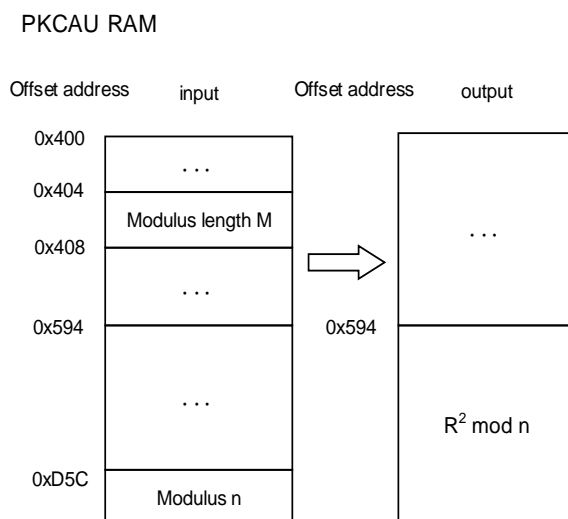 PKCAU RAM
Offset address input Offset address output
0x400
. . .
0x404
Modulus length M
0x408
. . .
. . .
0x594 0x594
. . .
R² mod n
0xD5C
Modulus n